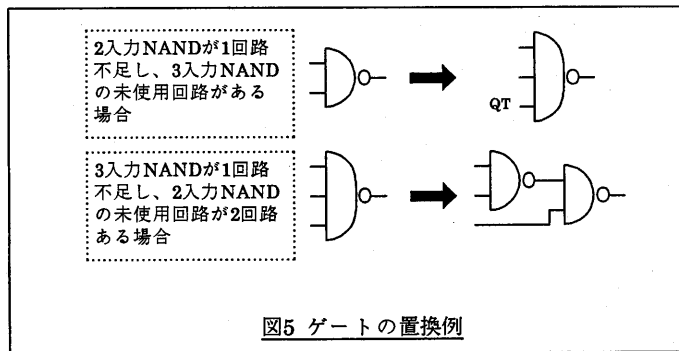 2入力NANDが1回路
不足し、3入力NAND
の未使用回路がある
場合
QT
3入力NANDが1回路
不足し、2入力NAND
の未使用回路が2回路
ある場合
図5 ゲートの置換例